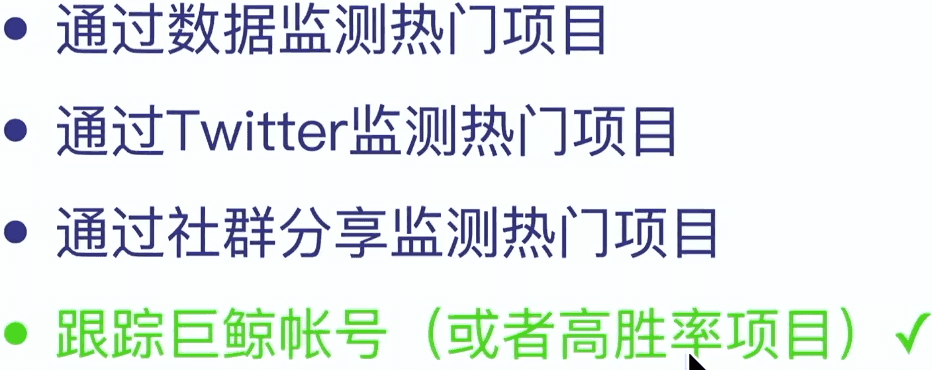 • 通过数据监测热门项目
• 通过Twitter监测热门项目
• 通过社群分享监测热门项目
• 跟踪巨鲸帐号（或者高胜率项目）✓